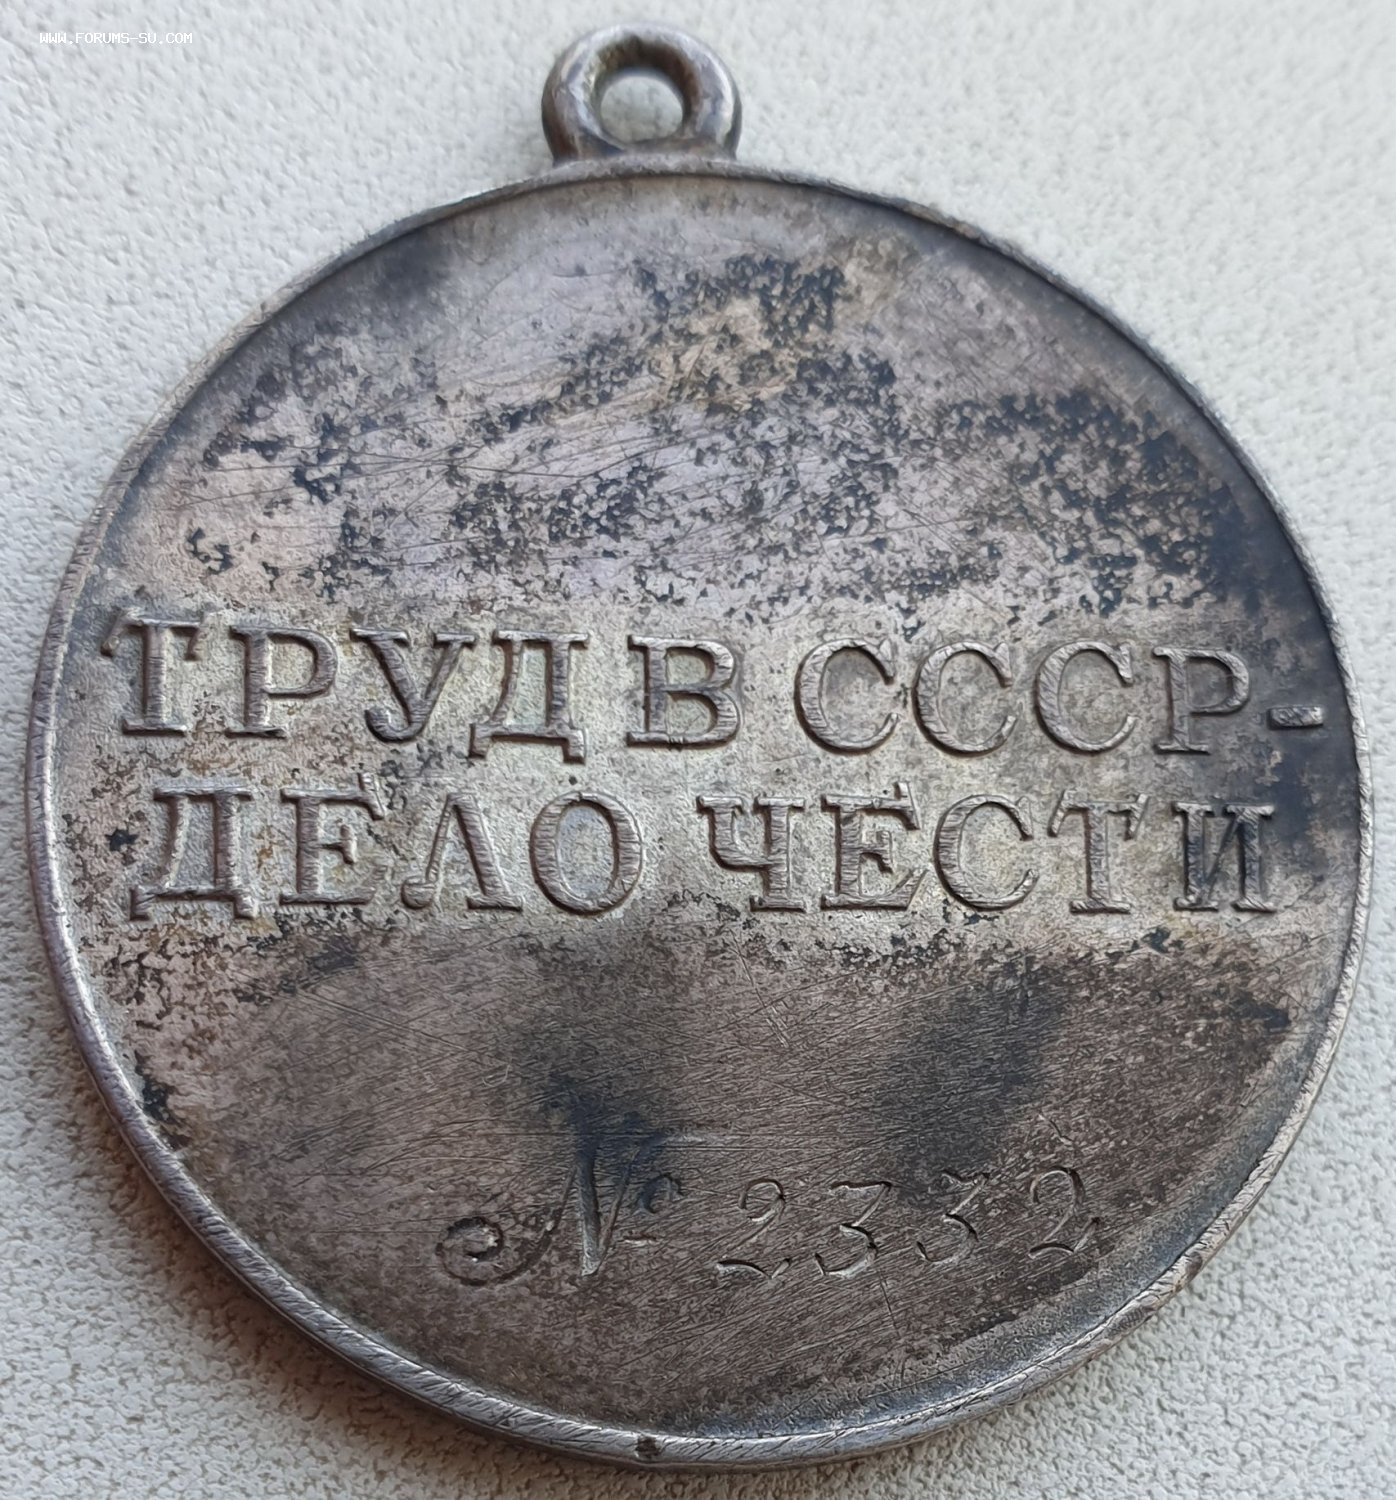 WWW.FORUMS-SU.COM
ТРУД В СССР-
ДЕЛО ЧЕСТИ
№ 2332